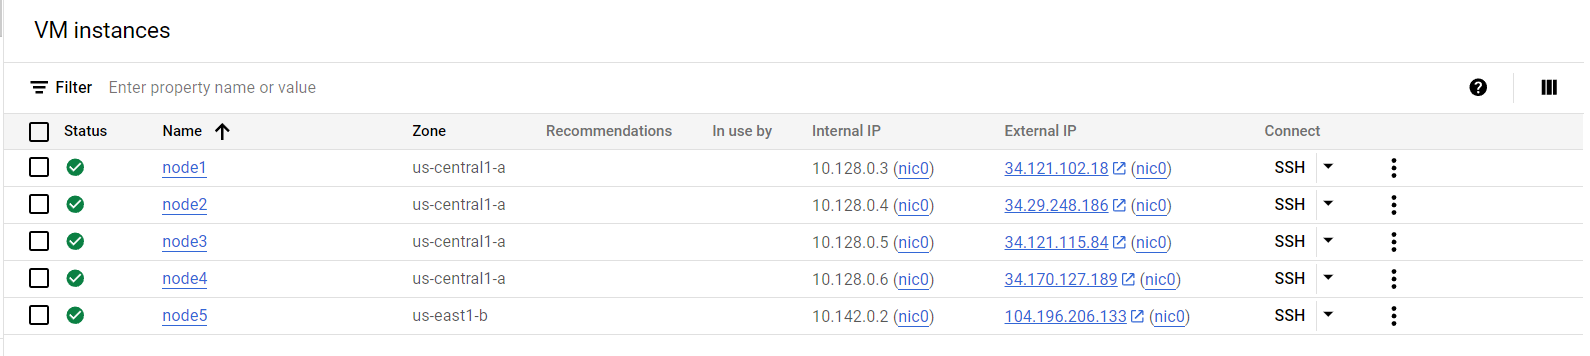 VM instances
Filter Enter property name or value
Status Name Zone Recommendations In use by Internal IP External IP Connect
node1 us-central1-a 10.128.0.3 (nic0) 34.121.102.18 (nic0) SSH
node2 us-central1-a 10.128.0.4 (nic0) 34.29.248.186 (nic0) SSH
node3 us-central1-a 10.128.0.5 (nic0) 34.121.115.84 (nic0) SSH
node4 us-central1-a 10.128.0.6 (nic0) 34.170.127.189 (nic0) SSH
node5 us-east1-b 10.142.0.2 (nic0) 104.196.206.133 (nic0) SSH